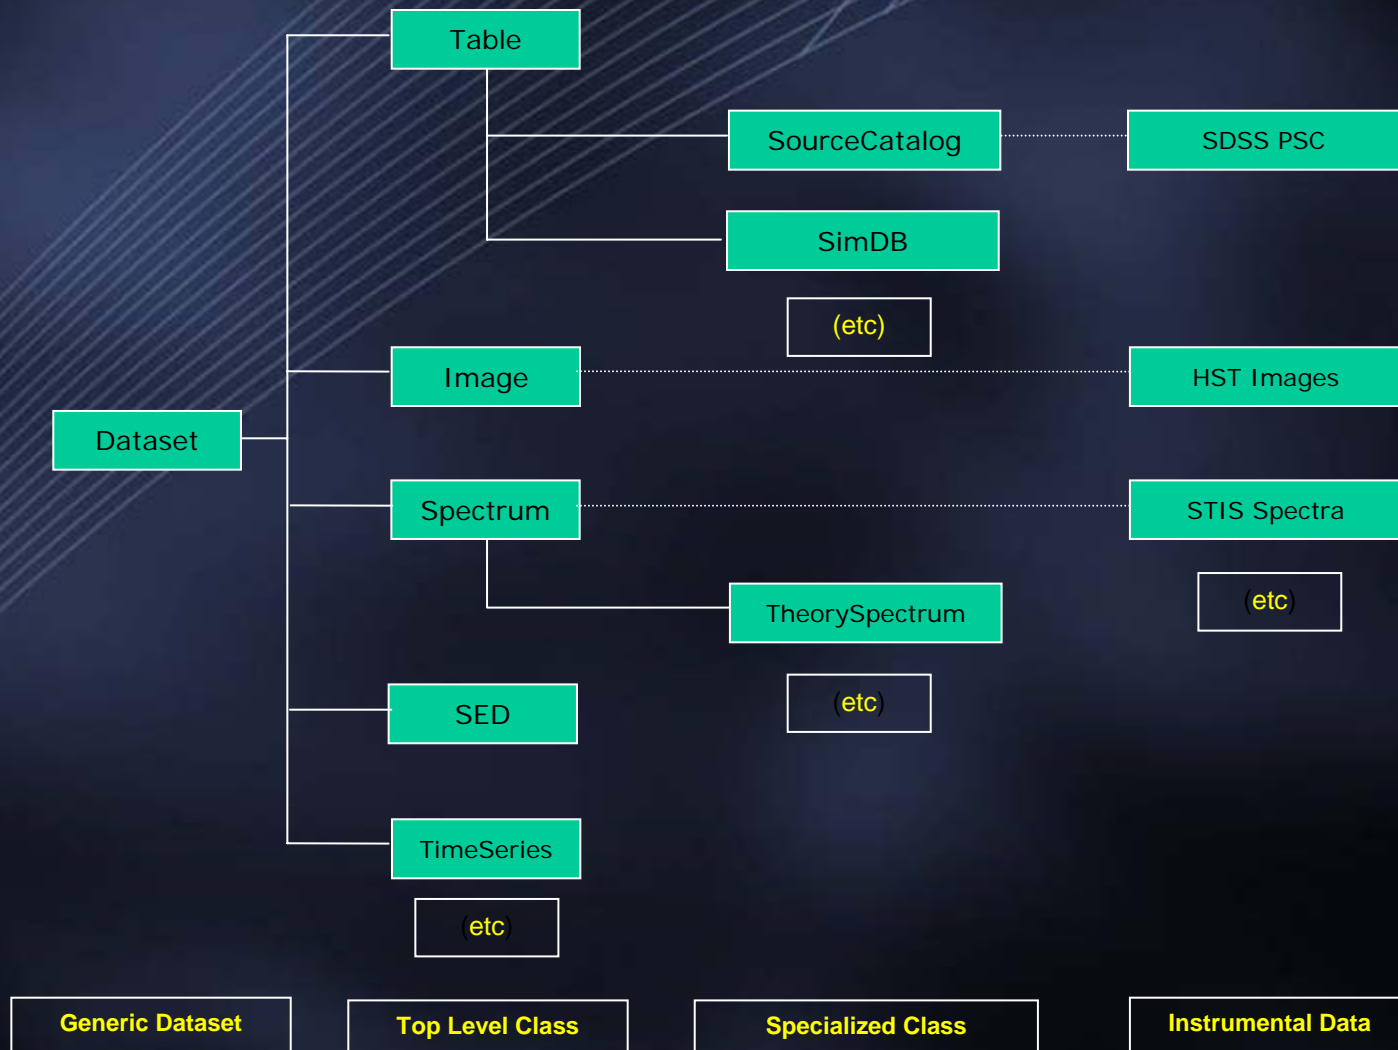 Table
SourceCatalog
SDSS PSC
SimDB
(etc)
Image
HST Images
Dataset
Spectrum
STIS Spectra
(etc)
TheorySpectrum
(etc)
SED
TimeSeries
(etc)
Generic Dataset
Top Level Class
Specialized Class
Instrumental Data